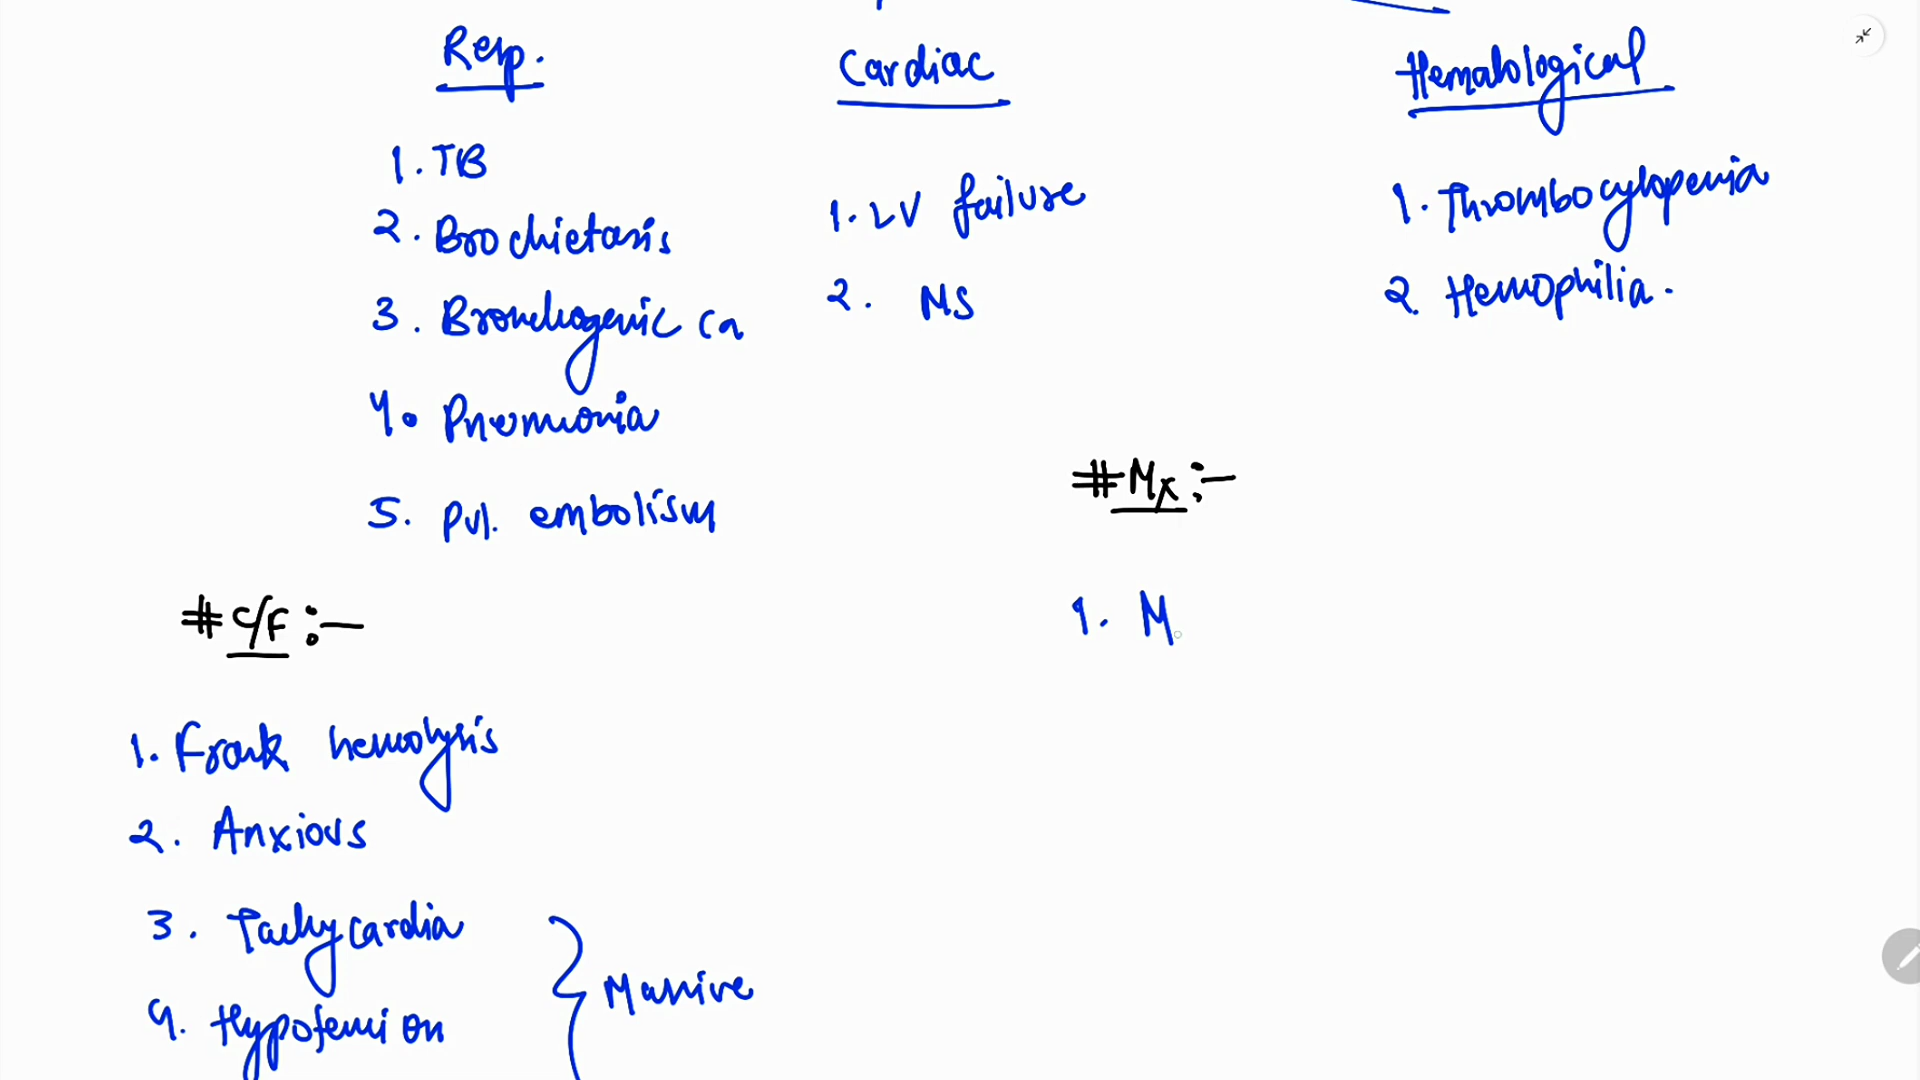 Resp.
1. TB
2. Brochietasis
3. Bronchogenic ca
4. Pneumonia
5. Pul. embolism
Cardiac
1. LV failure
2. MS
Hematological
1. Thrombocytopenia
2. Hemophilia.
# C/F :-
1. Frank hemolysis
2. Anxious
3. Tachycardia
4. Hypotension
Massive
# Mx :-
1. M